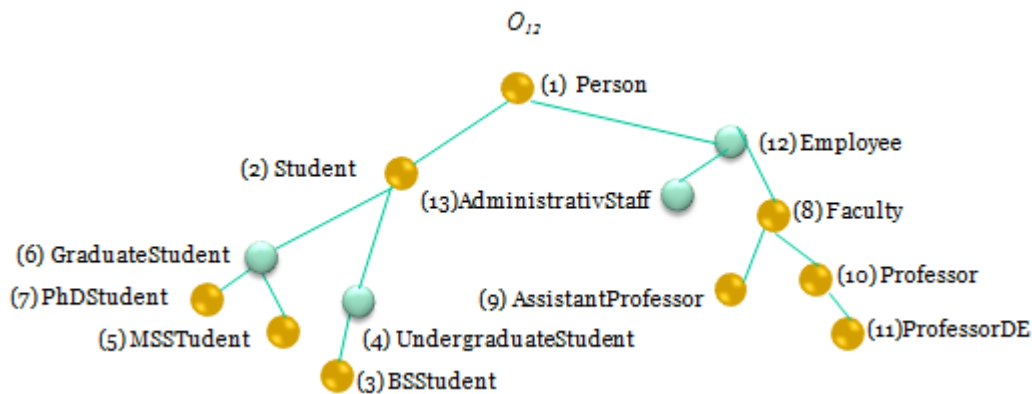 O12
(1) Person
(12) Employee
(2) Student
(13)AdministrativStaff
(8) Faculty
(6) GraduateStudent
(10) Professor
(7) PhDStudent
(9) AssistantProfessor
(5) MSSTudent
(4) UndergraduateStudent
(11)ProfessorDE
(3) BSStudent